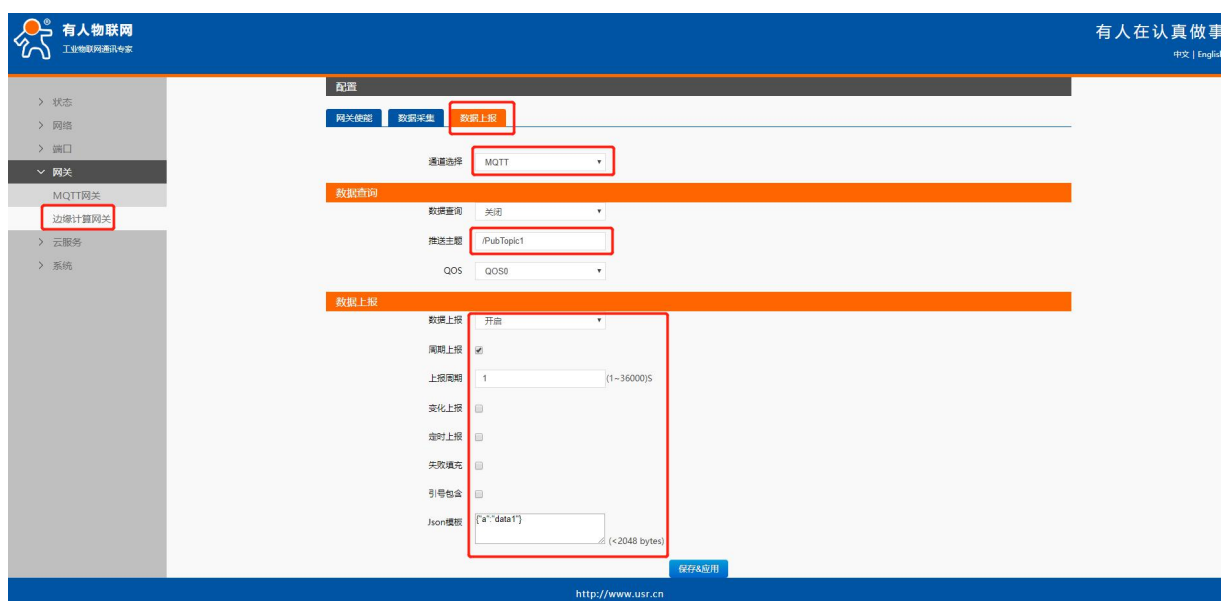 有人物联网
工业物联网通讯专家
有人在认真做事
中文 | English
配置
网关使能 数据采集 数据上报
> 状态
> 网络
> 端口
网关
MQTT网关
边缘计算网关
> 云服务
> 系统
通道选择 MQTT
数据查询
数据查询 关闭
推送主题 /PubTopic1
QOS QOS0
数据上报
数据上报 开启
周期上报
上报周期 1 (1~36000)S
变化上报
定时上报
失败填充
引号包含
Json模板 {"a":"data1"} (<2048 bytes)
保存&应用
http://www.usr.cn